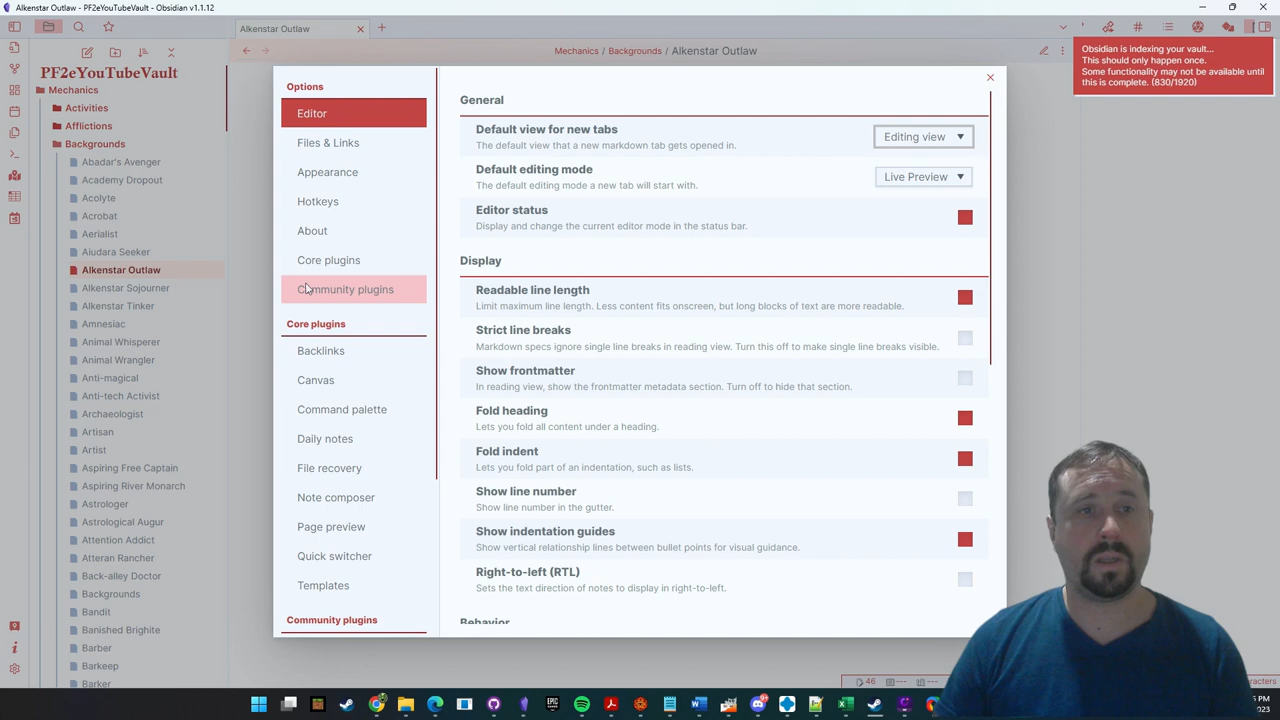 Alkenstar Outlaw - PF2eYouTubeVault - Obsidian v1.1.12
Alkenstar Outlaw
Mechanics / Backgrounds / Alkenstar Outlaw
Obsidian is indexing your vault...
This should only happen once.
Some functionality may not be available until
this is complete. (830/1920)
PF2eYouTubeVault
Mechanics
Activities
Afflictions
Backgrounds
Abadar's Avenger
Academy Dropout
Acolyte
Acrobat
Aerialist
Aiudara Seeker
Alkenstar Outlaw
Alkenstar Sojourner
Alkenstar Tinker
Amnesiac
Animal Whisperer
Animal Wrangler
Anti-magical
Anti-tech Activist
Archaeologist
Artisan
Artist
Aspiring Free Captain
Aspiring River Monarch
Astrologer
Astrological Augur
Attention Addict
Atteran Rancher
Back-alley Doctor
Backgrounds
Bandit
Banished Brighite
Barber
Barkeep
Barker
Options
Editor
Files & Links
Appearance
Hotkeys
About
Core plugins
Community plugins
Core plugins
Backlinks
Canvas
Command palette
Daily notes
File recovery
Note composer
Page preview
Quick switcher
Templates
Community plugins
General
Default view for new tabs
The default view that a new markdown tab gets opened in.
Editing view
Default editing mode
The default editing mode a new tab will start with.
Live Preview
Editor status
Display and change the current editor mode in the status bar.
Display
Readable line length
Limit maximum line length. Less content fits onscreen, but long blocks of text are more readable.
Strict line breaks
Markdown specs ignore single line breaks in reading view. Turn this off to make single line breaks visible.
Show frontmatter
In reading view, show the frontmatter metadata section. Turn off to hide that section.
Fold heading
Lets you fold all content under a heading.
Fold indent
Lets you fold part of an indentation, such as lists.
Show line number
Show line number in the gutter.
Show indentation guides
Show vertical relationship lines between bullet points for visual guidance.
Right-to-left (RTL)
Sets the text direction of notes to display in right-to-left.
Behavior
46